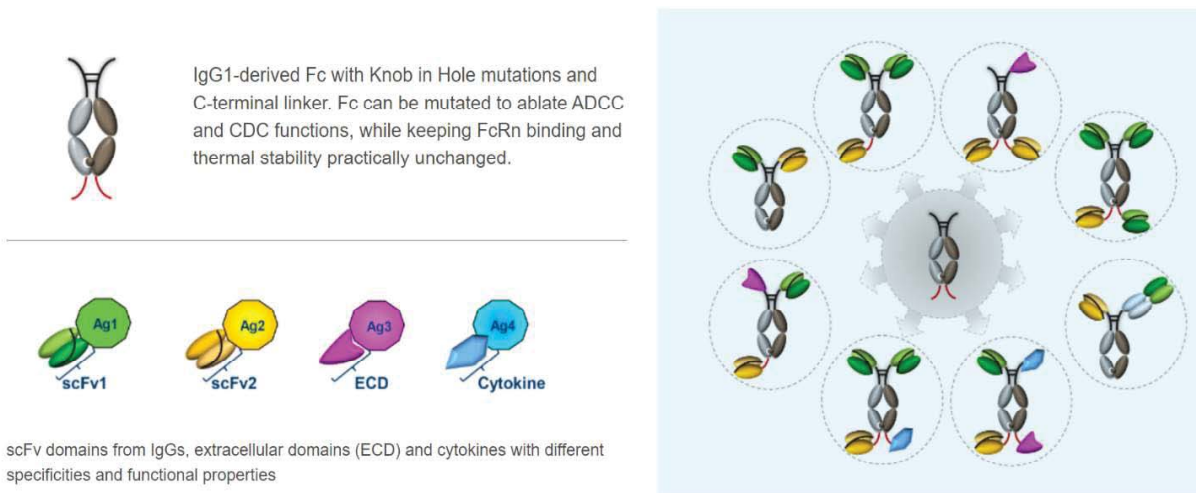 IgG1-derived Fc with Knob in Hole mutations and
C-terminal linker. Fc can be mutated to ablate ADCC
and CDC functions, while keeping FcRn binding and
thermal stability practically unchanged.
Ag1
Ag2
Ag3
Ag4
scFv1
scFv2
ECD
Cytokine
scFv domains from IgGs, extracellular domains (ECD) and cytokines with different
specificities and functional properties